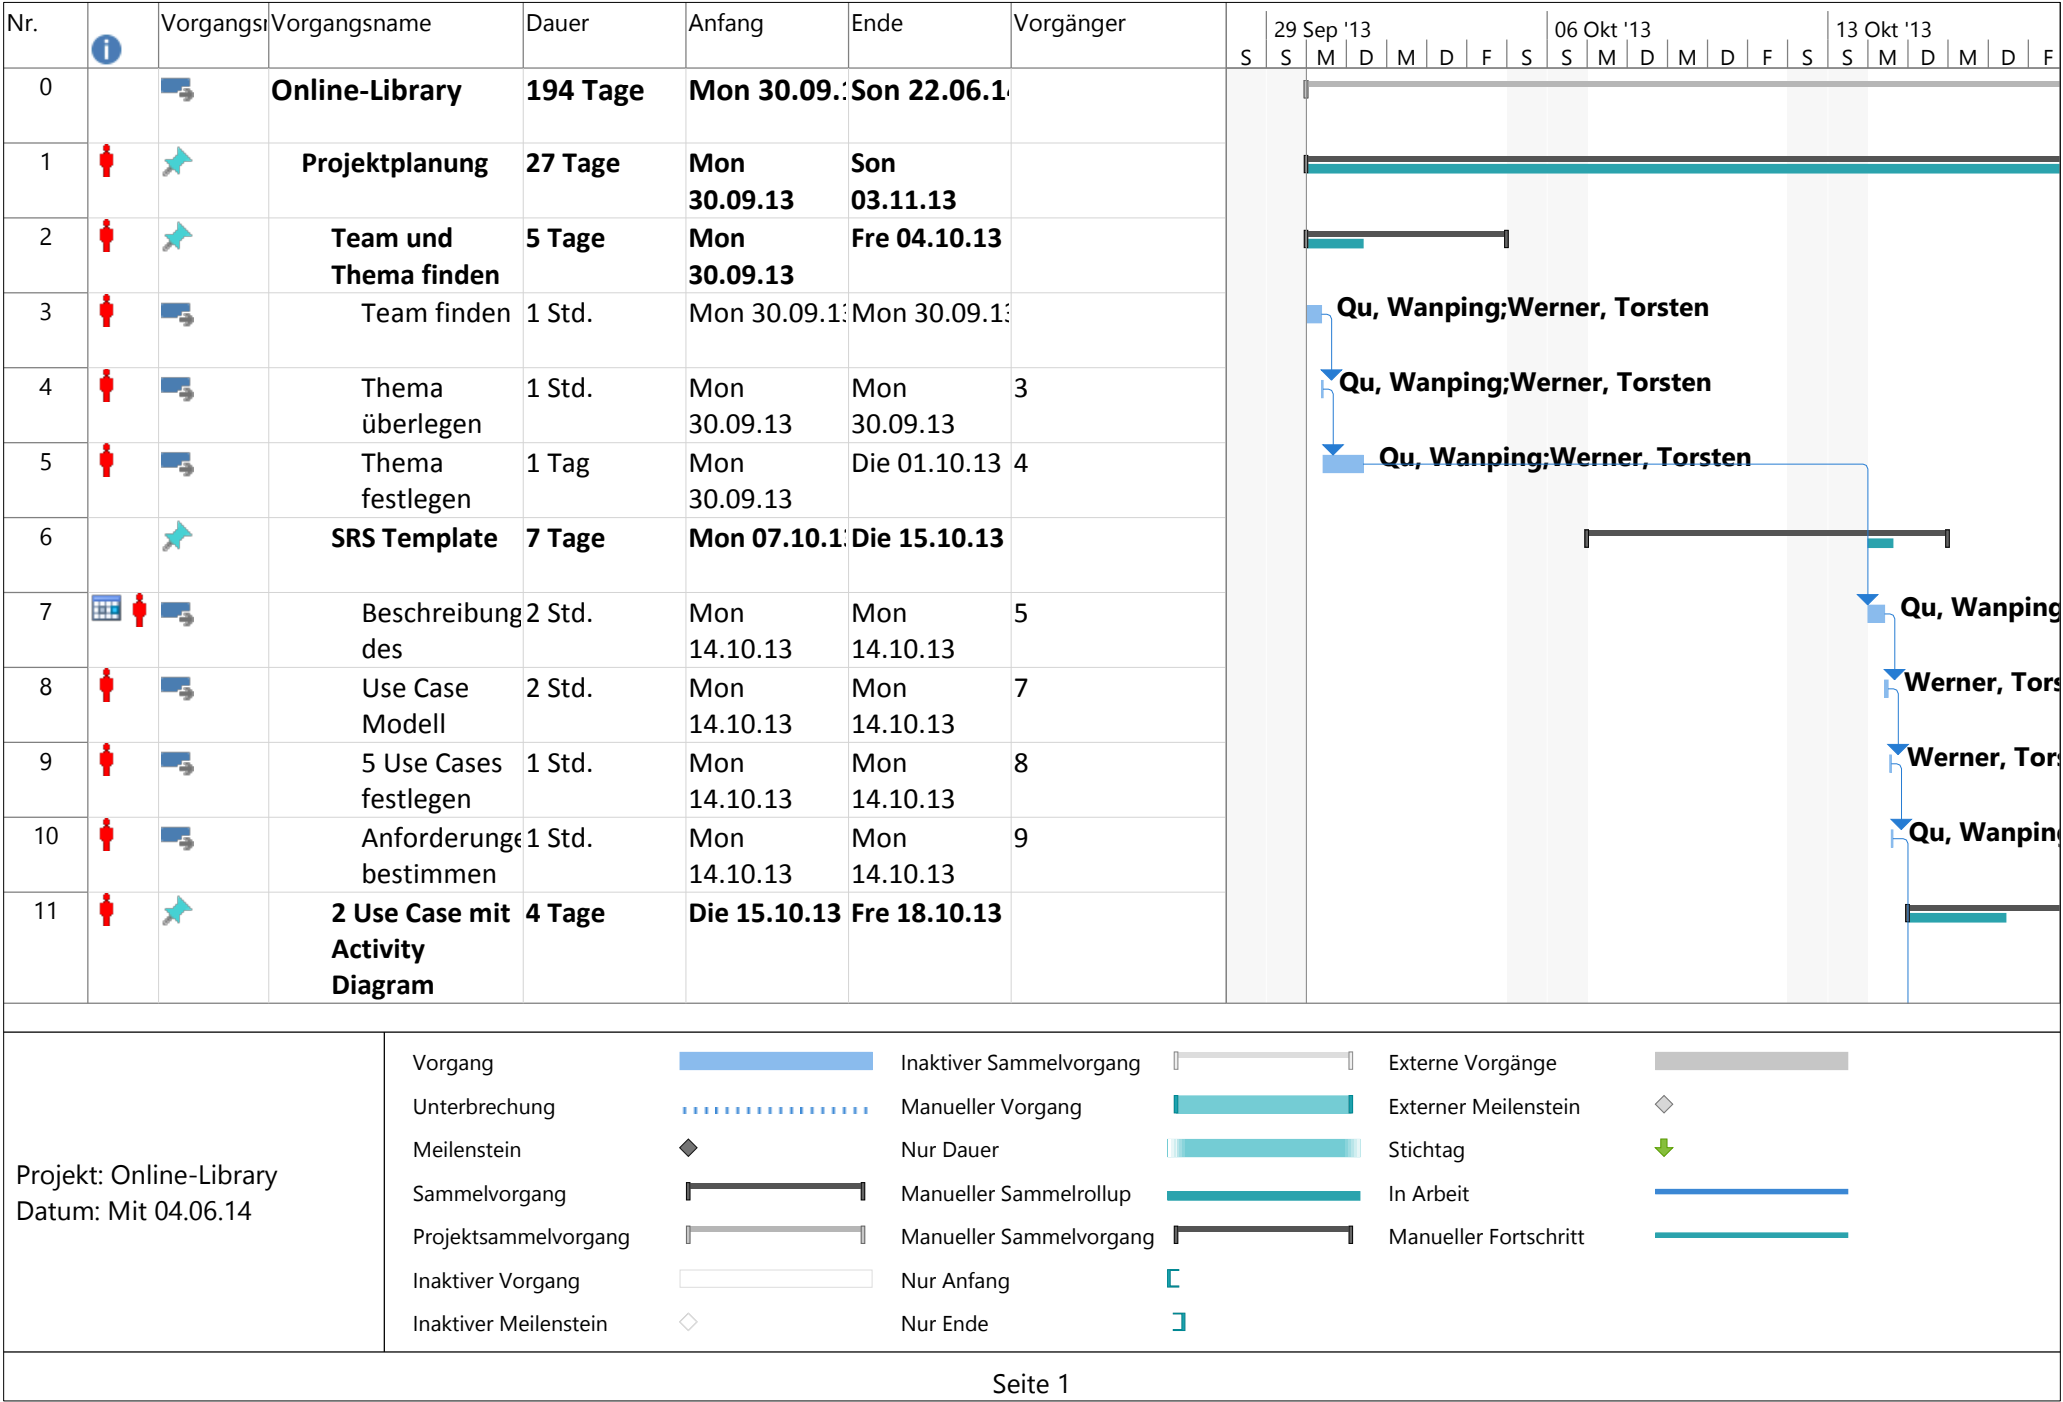 Nr. Vorgangsr Vorgangsname Dauer Anfang Ende Vorgänger
29 Sep '13 06 Okt '13 13 Okt '13
S S M D M D F S S M D M D F S S M D M D F
0 Online-Library 194 Tage Mon 30.09.1 Son 22.06.14
1 Projektplanung 27 Tage Mon Son
30.09.13 03.11.13
2 Team und 5 Tage Mon Fre 04.10.13
Thema finden 30.09.13
3 Team finden 1 Std. Mon 30.09.13 Mon 30.09.13 Qu, Wanping;Werner, Torsten
4 Thema 1 Std. Mon Mon 3 Qu, Wanping;Werner, Torsten
überlegen 30.09.13 30.09.13
5 Thema 1 Tag Mon Die 01.10.13 4 Qu, Wanping;Werner, Torsten
festlegen 30.09.13
6 SRS Template 7 Tage Mon 07.10.13 Die 15.10.13
7 Beschreibung 2 Std. Mon Mon 5 Qu, Wanping
des 14.10.13 14.10.13
8 Use Case 2 Std. Mon Mon 7 Werner, Tors
Modell 14.10.13 14.10.13
9 5 Use Cases 1 Std. Mon Mon 8 Werner, Tors
festlegen 14.10.13 14.10.13
10 Anforderunge 1 Std. Mon Mon 9 Qu, Wanping
bestimmen 14.10.13 14.10.13
11 2 Use Case mit 4 Tage Die 15.10.13 Fre 18.10.13
Activity
Diagram
Projekt: Online-Library
Datum: Mit 04.06.14
Vorgang
Unterbrechung
Meilenstein
Sammelvorgang
Projektsammelvorgang
Inaktiver Vorgang
Inaktiver Meilenstein
Inaktiver Sammelvorgang
Manueller Vorgang
Nur Dauer
Manueller Sammelrollup
Manueller Sammelvorgang
Nur Anfang
Nur Ende
Externe Vorgänge
Externer Meilenstein
Stichtag
In Arbeit
Manueller Fortschritt
Seite 1